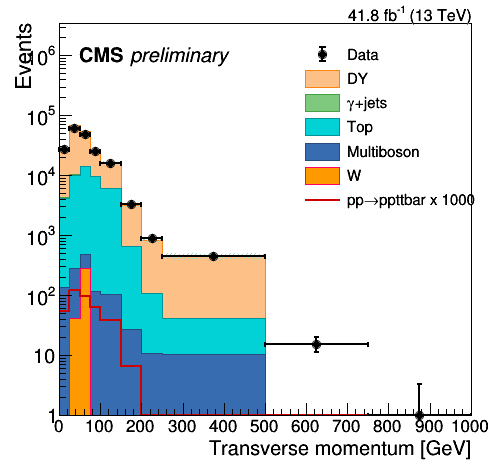 41.8 fb⁻¹ (13 TeV)
Events
CMS preliminary
Data
DY
γ+jets
Top
Multiboson
W
pp→ppttbar x 1000
10⁶
10⁵
10⁴
10³
10²
10
1
0 100 200 300 400 500 600 700 800 900 1000
Transverse momentum [GeV]